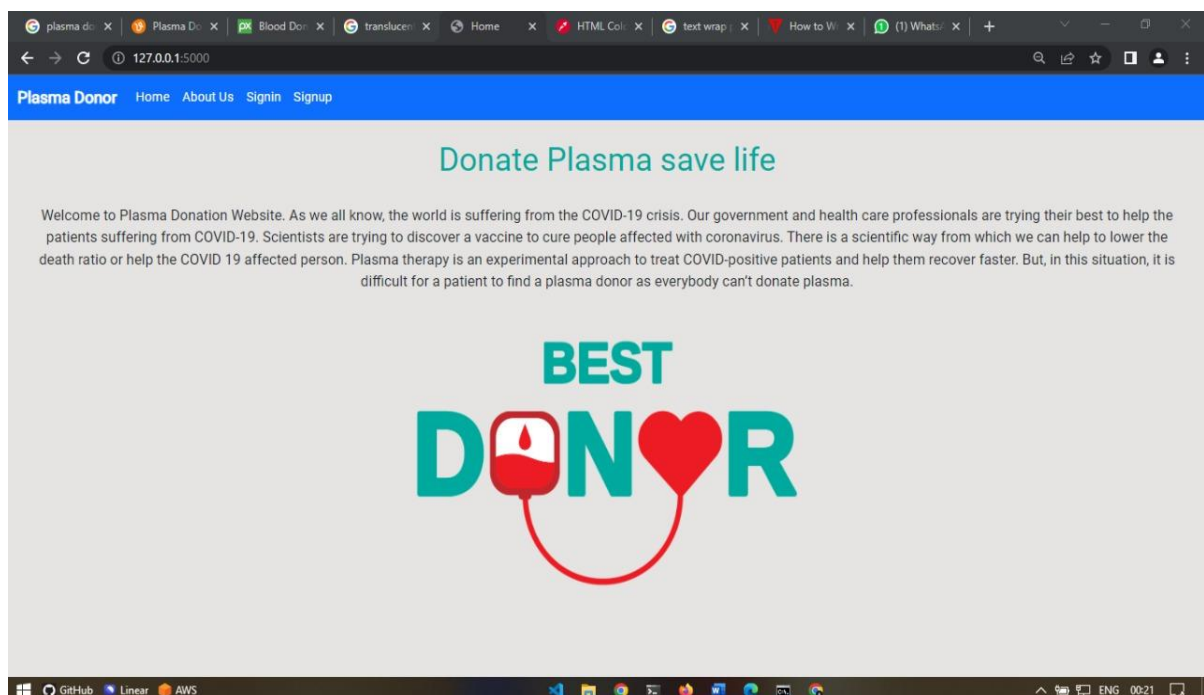 plasma do
Plasma Do
Blood Don
translucen
Home
HTML Col
text wrap
How to W
(1) Whats
127.0.0.1:5000
Plasma Donor Home About Us Signin Signup
Donate Plasma save life
Welcome to Plasma Donation Website. As we all know, the world is suffering from the COVID-19 crisis. Our government and health care professionals are trying their best to help the
patients suffering from COVID-19. Scientists are trying to discover a vaccine to cure people affected with coronavirus. There is a scientific way from which we can help to lower the
death ratio or help the COVID 19 affected person. Plasma therapy is an experimental approach to treat COVID-positive patients and help them recover faster. But, in this situation, it is
difficult for a patient to find a plasma donor as everybody can't donate plasma.
BEST
DONOR
GitHub Linear AWS
ENG 00:21